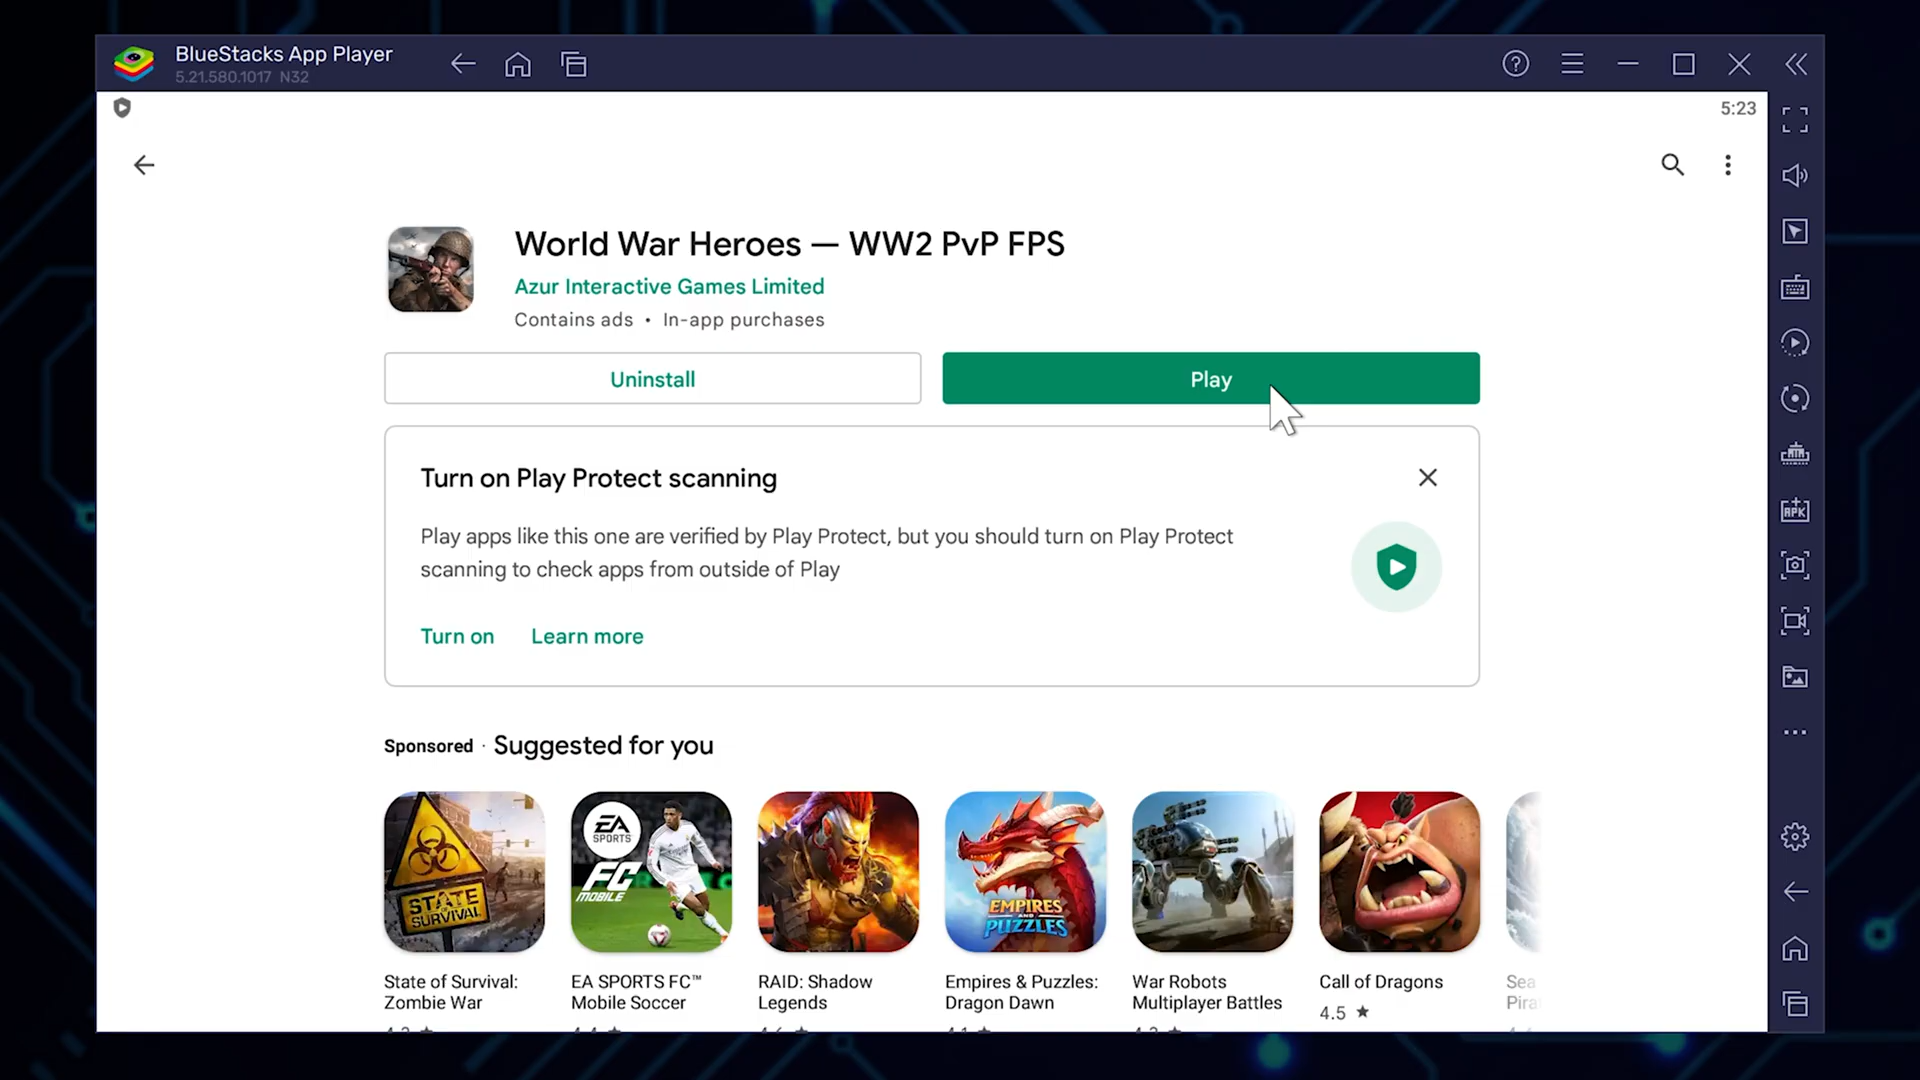 BlueStacks App Player
5.21.580.1017 N32
5:23
World War Heroes — WW2 PvP FPS
Azur Interactive Games Limited
Contains ads • In-app purchases
Uninstall
Play
Turn on Play Protect scanning
Play apps like this one are verified by Play Protect, but you should turn on Play Protect
scanning to check apps from outside of Play
Turn on
Learn more
Sponsored · Suggested for you
STATE
OF
SURVIVAL
EA
SPORTS
FC
MOBILE
EMPIRES
AND
PUZZLES
APK
State of Survival:
Zombie War
EA SPORTS FC™
Mobile Soccer
RAID: Shadow
Legends
Empires & Puzzles:
Dragon Dawn
War Robots
Multiplayer Battles
Call of Dragons
4.5 ★
Sea